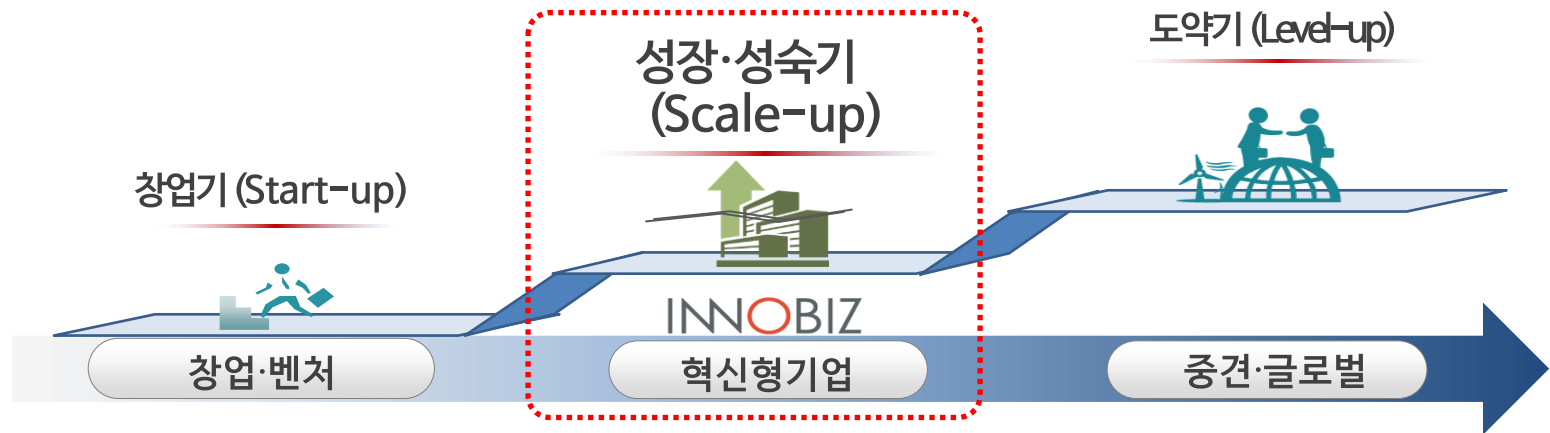 창업기 (Start-up)
성장·성숙기
(Scale-up)
도약기 (Level-up)
INNOBIZ
창업·벤처
혁신형기업
중견·글로벌